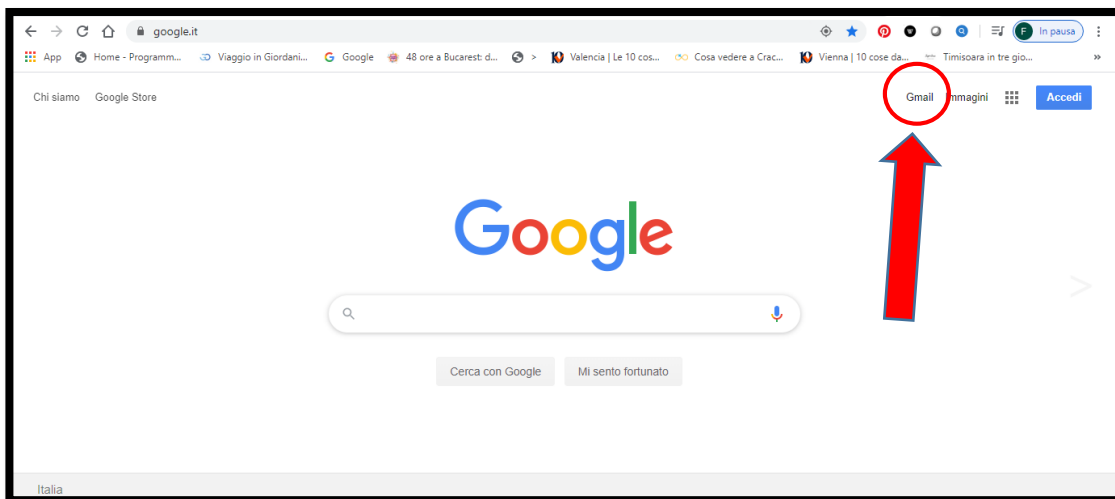 google.it
F In pausa
App Home - Programm... Viaggio in Giordani... Google 48 ore a Bucarest: d... > Valencia | Le 10 cos... Cosa vedere a Crac... Vienna | 10 cose da... Timisoara in tre gio... »
Chi siamo Google Store Gmail Immagini Accedi
Google
Cerca con Google Mi sento fortunato
Italia